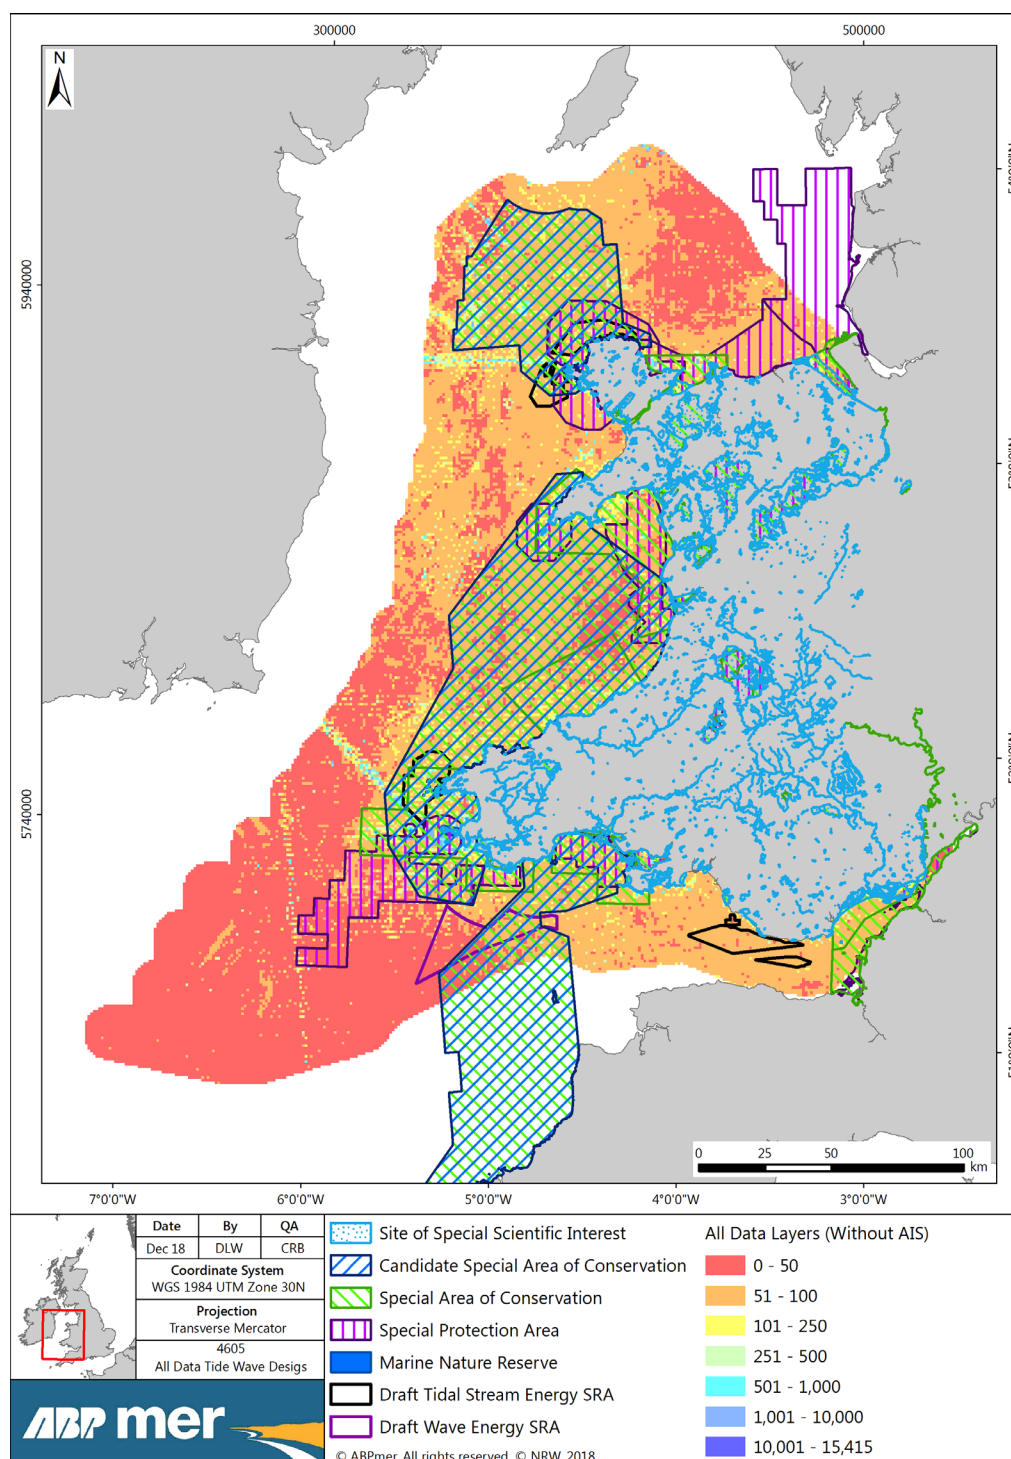 300000
500000
N
5940000
5740000
0 25 50 100
km
7°0'0"W
6°0'0"W
5°0'0"W
4°0'0"W
3°0'0"W
Date By QA
Dec 18 DLW CRB
Coordinate System
WGS 1984 UTM Zone 30N
Projection
Transverse Mercator
4605
All Data Tide Wave Desigs
ABP mer
Site of Special Scientific Interest
Candidate Special Area of Conservation
Special Area of Conservation
Special Protection Area
Marine Nature Reserve
Draft Tidal Stream Energy SRA
Draft Wave Energy SRA
© ABPmer, All rights reserved. © NRW, 2018
All Data Layers (Without AIS)
0 - 50
51 - 100
101 - 250
251 - 500
501 - 1,000
1,001 - 10,000
10,001 - 15,415